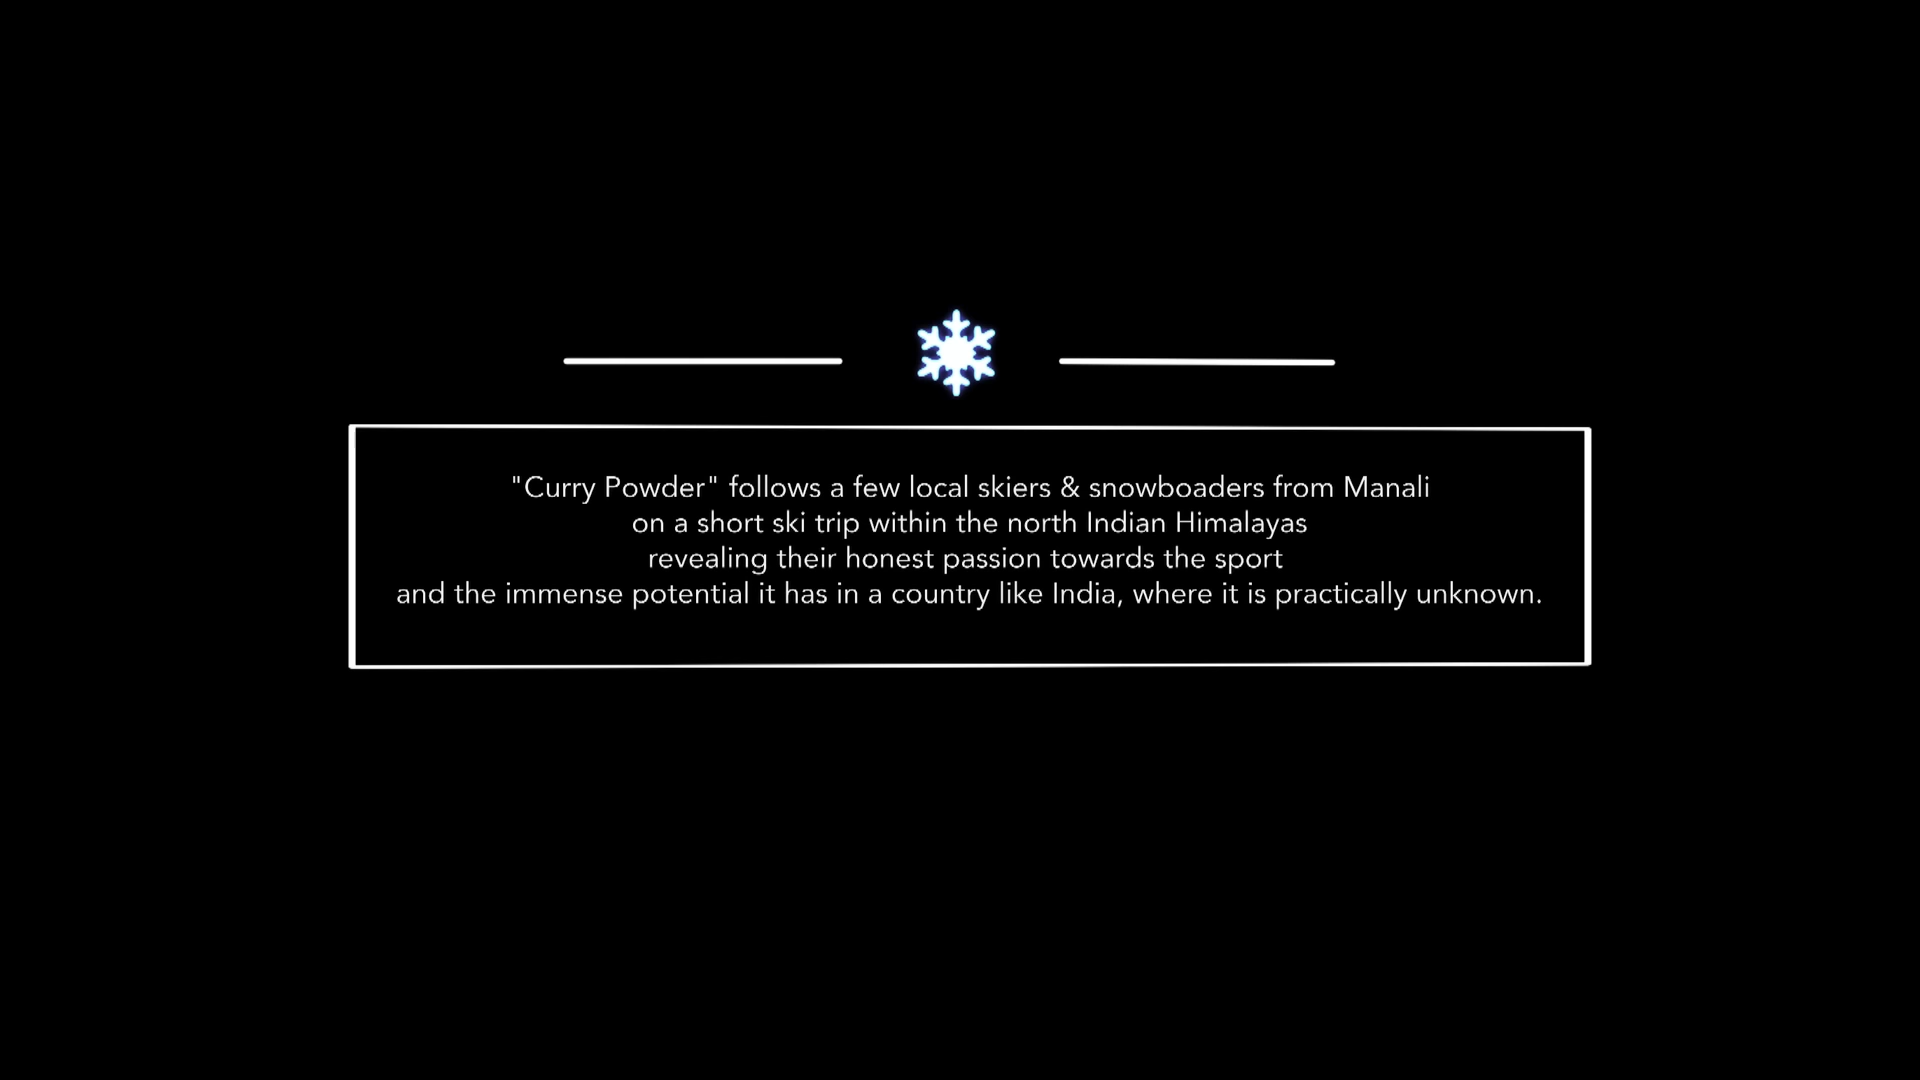 "Curry Powder" follows a few local skiers & snowboaders from Manali
on a short ski trip within the north Indian Himalayas
revealing their honest passion towards the sport
and the immense potential it has in a country like India, where it is practically unknown.